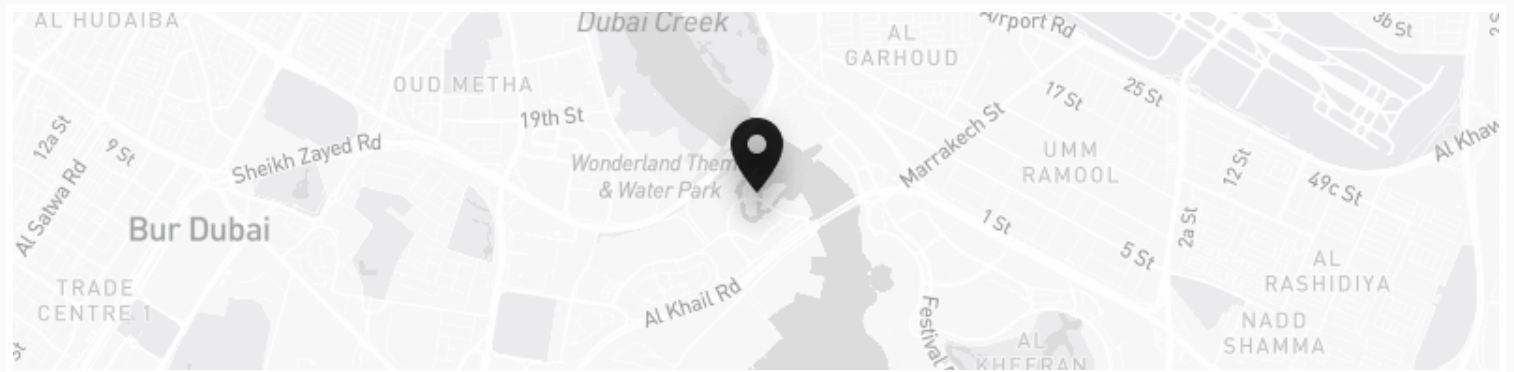 AL HUDAIBA
Dubai Creek
Airport Rd
3b St
AL
GARHOUD
OUD METHA
17 St
25 St
19th St
12a St
9 St
Sheikh Zayed Rd
Marrakech St
Al Khaw
Wonderland Them
& Water Park
UMM
RAMOOL
12 St
49c St
Al Satwa Rd
Bur Dubai
1 St
2a St
5 St
AL
RASHIDIYA
TRADE
CENTRE 1
Al Khail Rd
Festival
NADD
SHAMMA
AL
KHEERAN
St